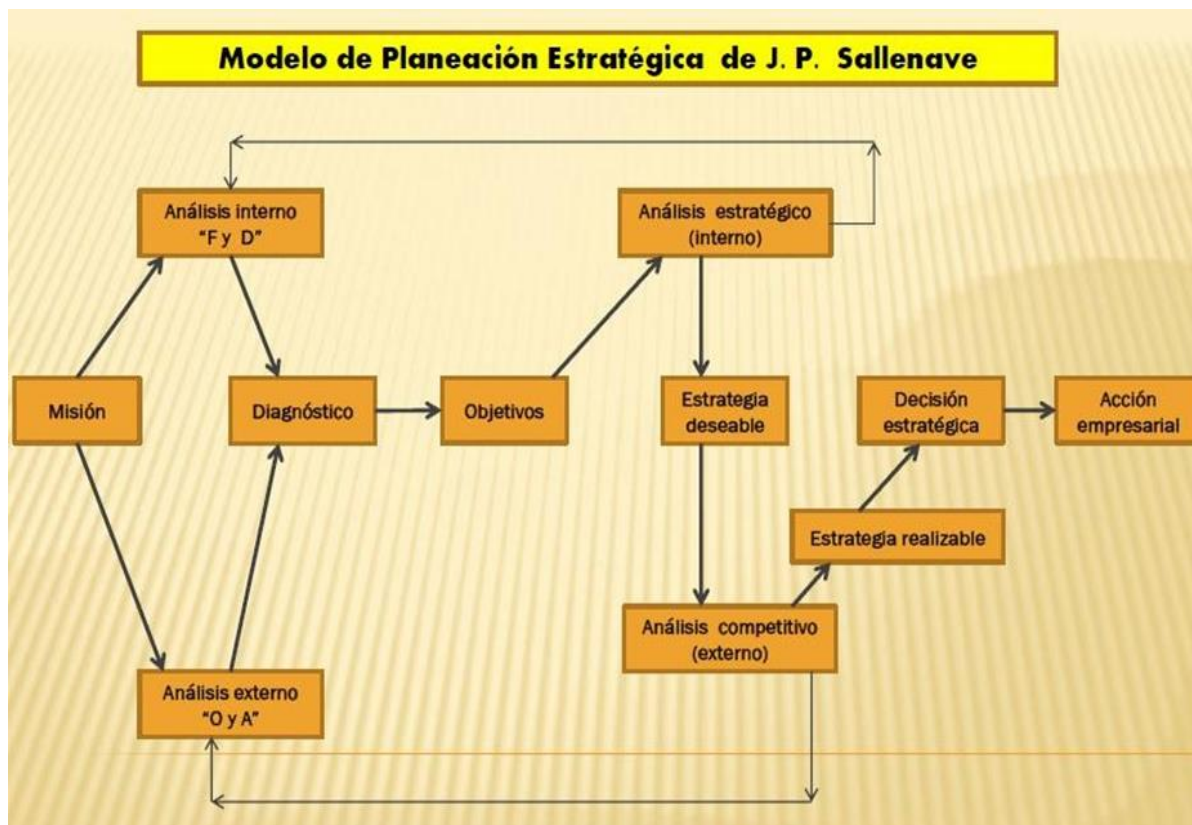 Modelo de Planeación Estratégica de J. P. Sallenave
Análisis interno
"F y D"
Análisis estratégico
(interno)
Misión
Diagnóstico
Objetivos
Estrategia
deseable
Decisión
estratégica
Acción
empresarial
Estrategia realizable
Análisis competitivo
(externo)
Análisis externo
"O y A"